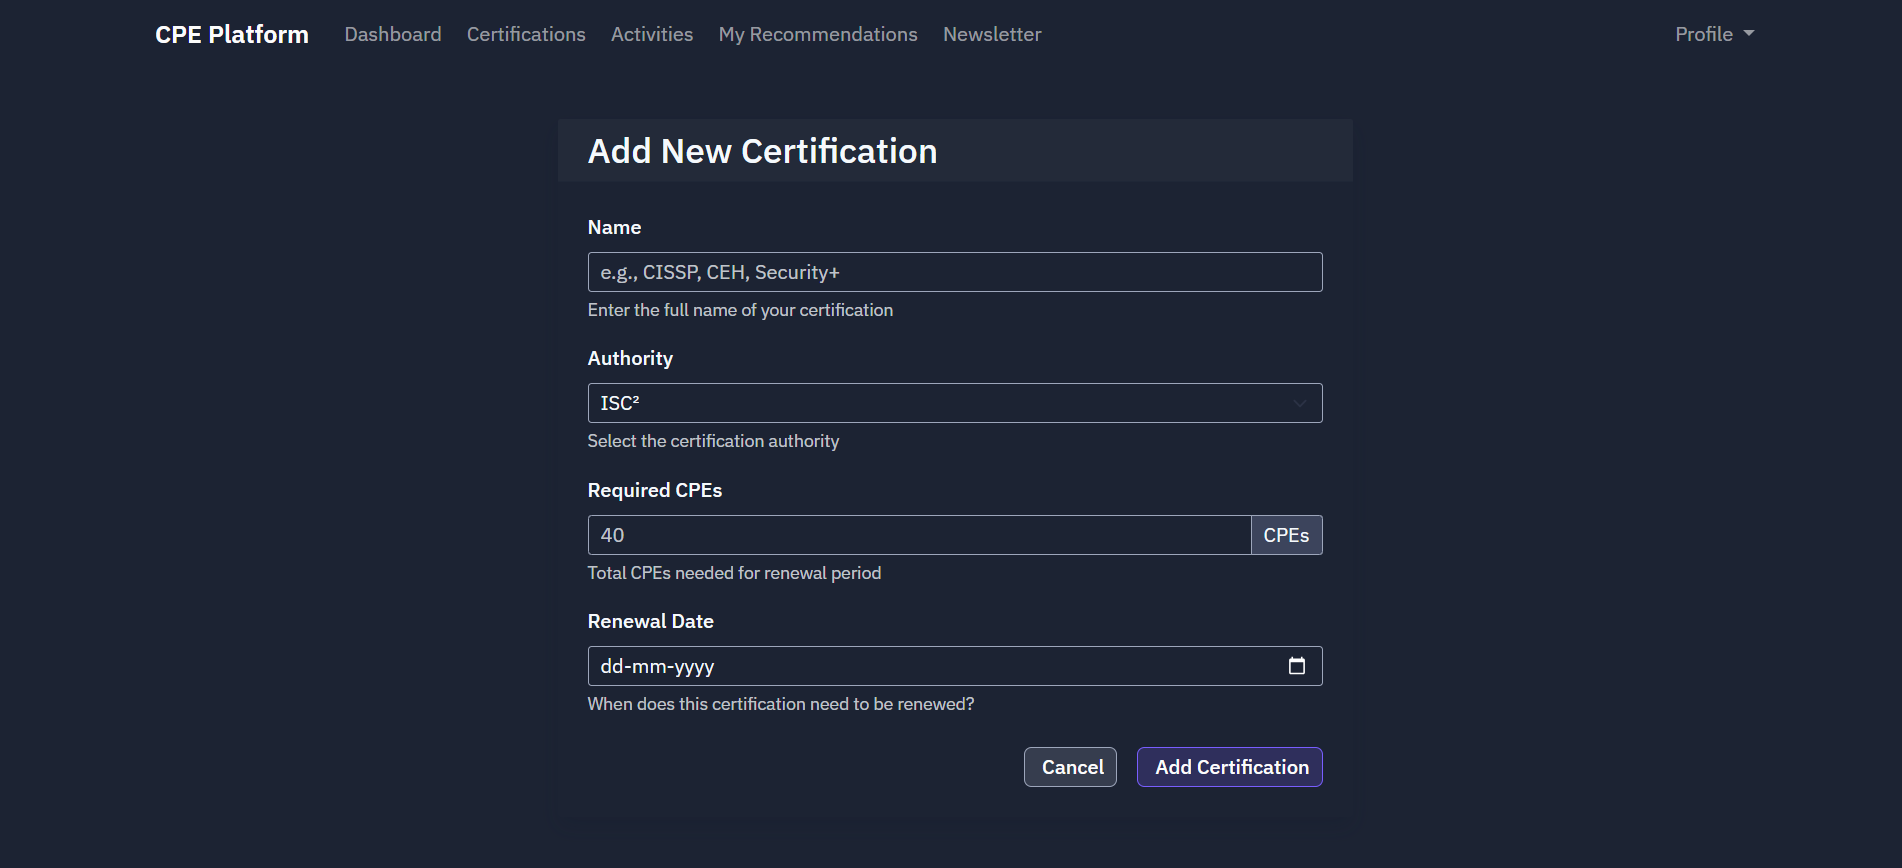 CPE Platform Dashboard Certifications Activities My Recommendations Newsletter Profile
Add New Certification
Name
e.g., CISSP, CEH, Security+
Enter the full name of your certification
Authority
ISC²
Select the certification authority
Required CPEs
40 CPEs
Total CPEs needed for renewal period
Renewal Date
dd-mm-yyyy
When does this certification need to be renewed?
Cancel Add Certification